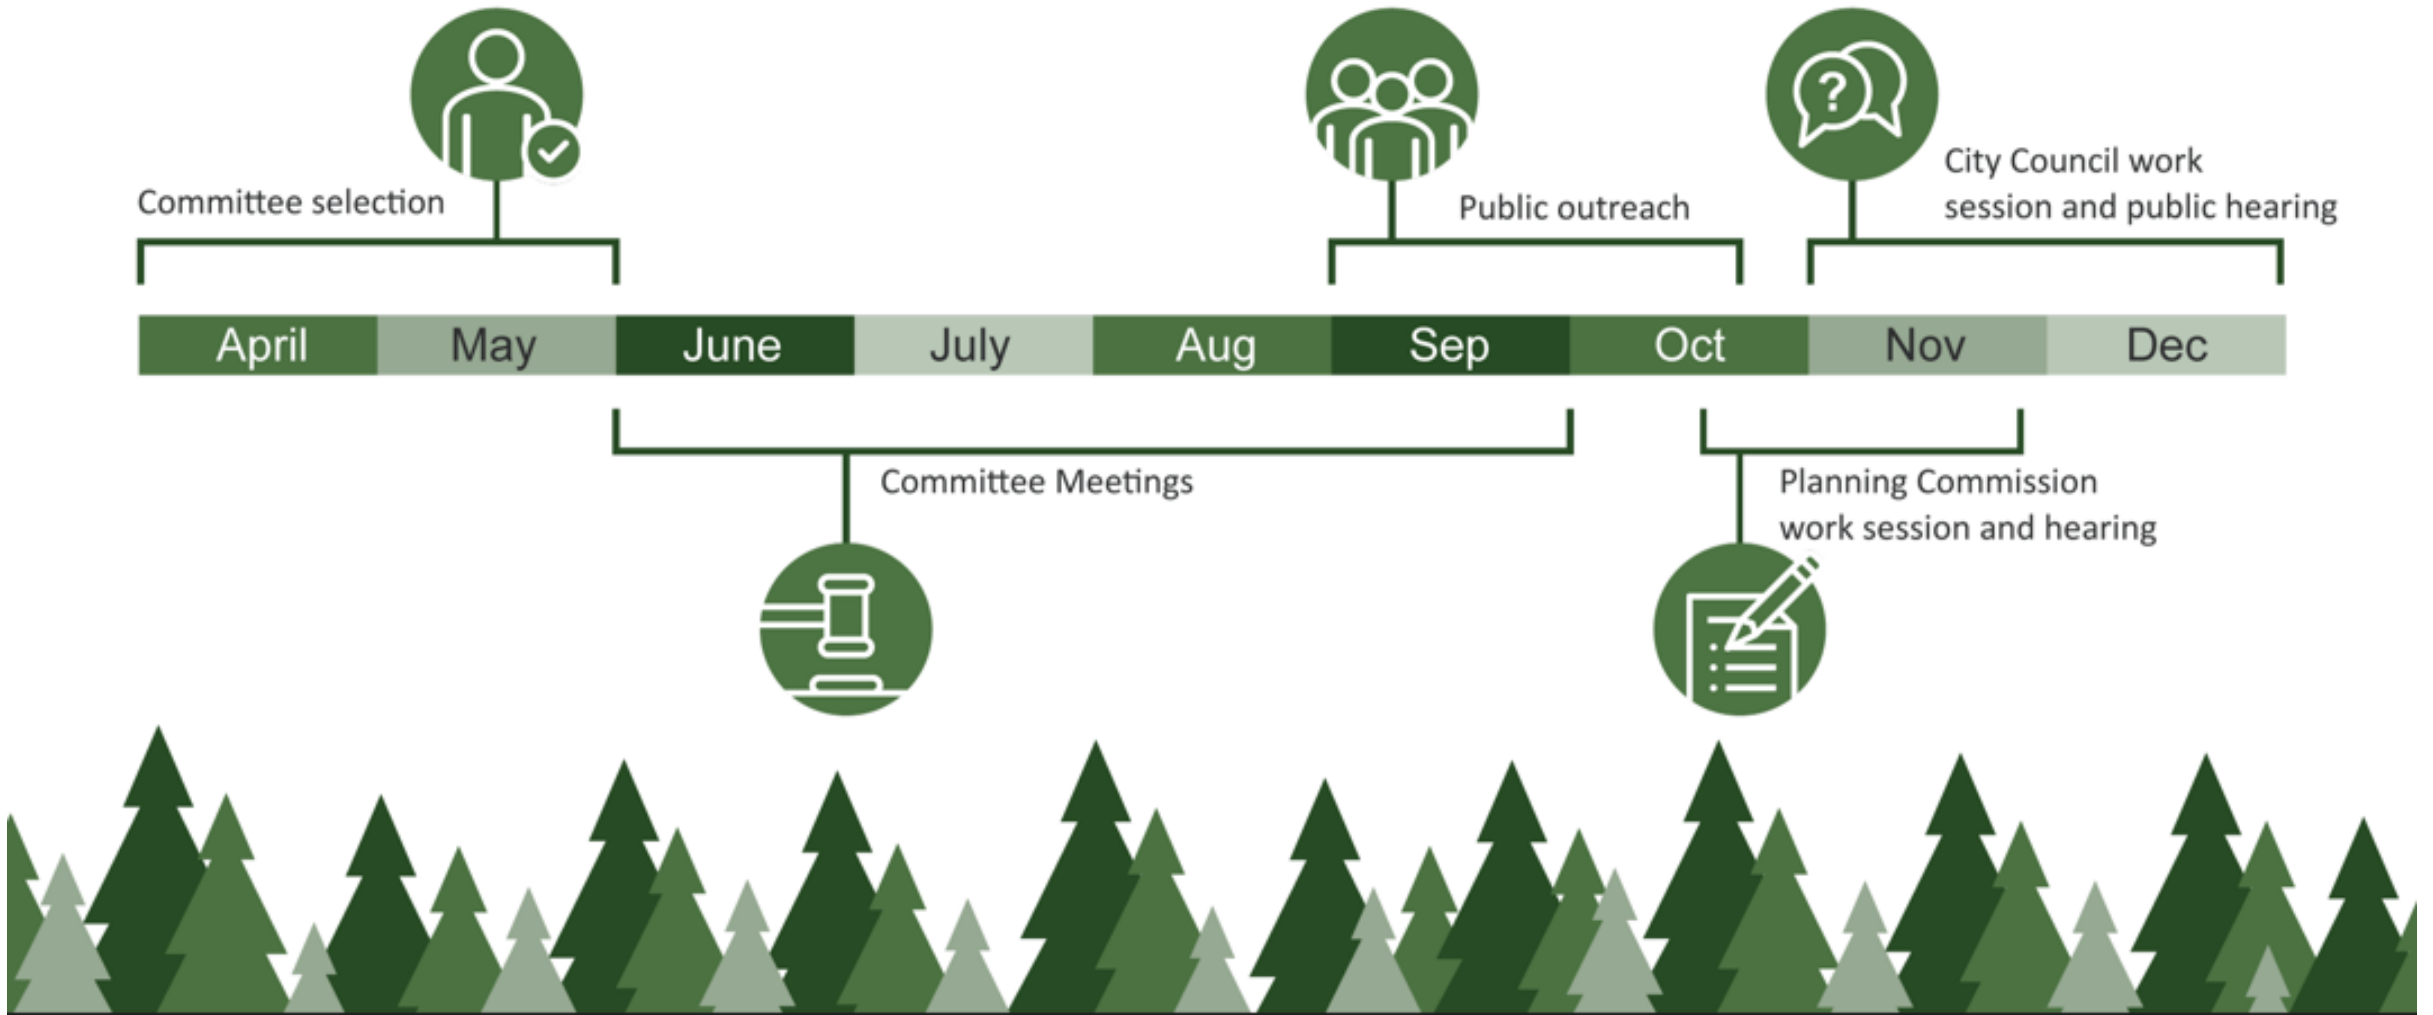 Committee selection
Public outreach
City Council work
session and public hearing
?
April May June July Aug Sep Oct Nov Dec
Committee Meetings
Planning Commission
work session and hearing